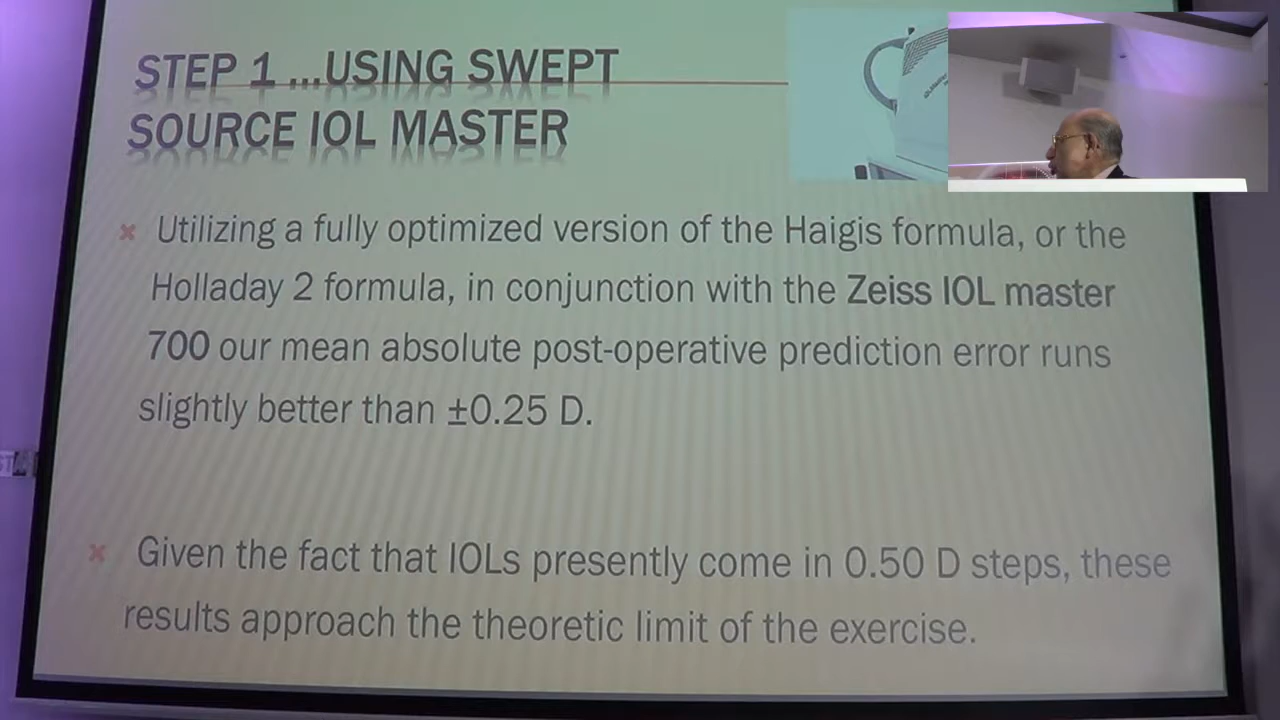 STEP 1 ...USING SWEPT
SOURCE IOL MASTER
Utilizing a fully optimized version of the Haigis formula, or the
Holladay 2 formula, in conjunction with the Zeiss IOL master
700 our mean absolute post-operative prediction error runs
slightly better than ±0.25 D.
Given the fact that IOLs presently come in 0.50 D steps, these
results approach the theoretic limit of the exercise.